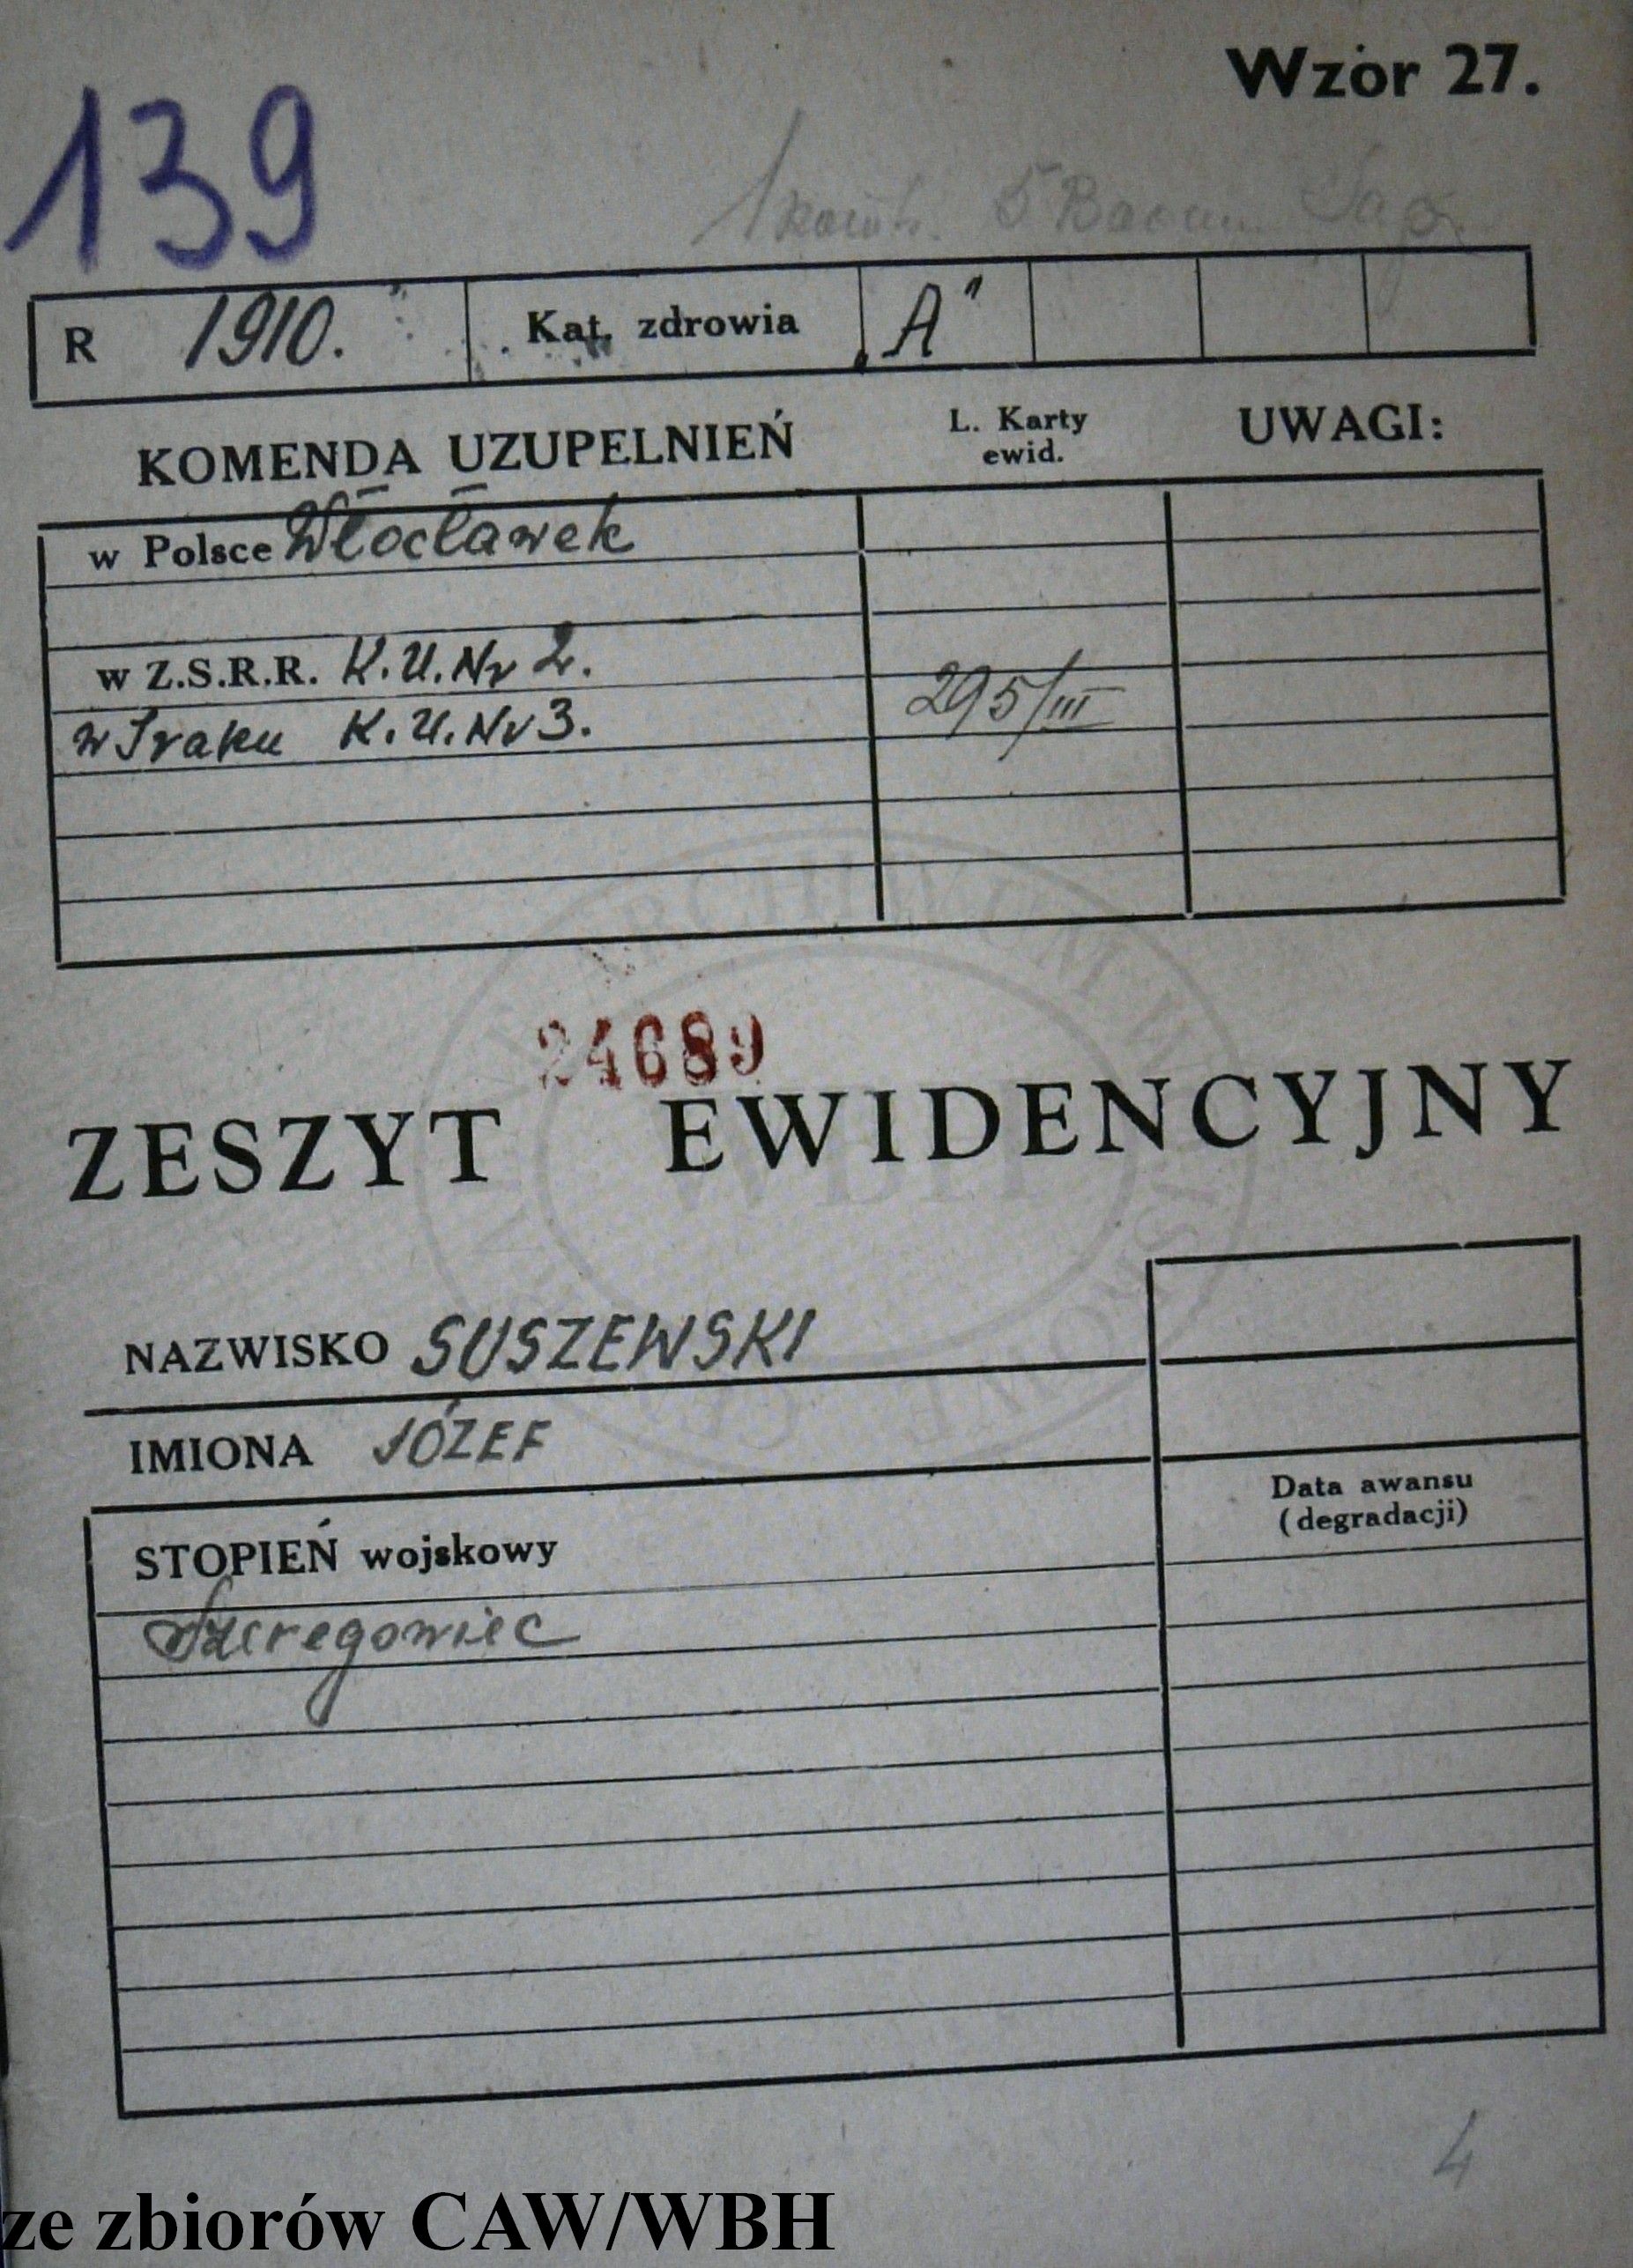 Wzór 27.
139
5 Sap.
R 1910. Kat. zdrowia „A”
KOMENDA UZUPEŁNIEŃ L. Karty ewid. UWAGI:
w Polsce Włocławek
w Z.S.R.R. K.U.Nr 2.
w Iraku K.U.Nr 3. 295/III
24689
ZESZYT EWIDENCYJNY
NAZWISKO SUSZEWSKI
IMIONA JÓZEF
Data awansu
(degradacji)
STOPIEŃ wojskowy
Szeregowiec
4
ze zbiorów CAW/WBH